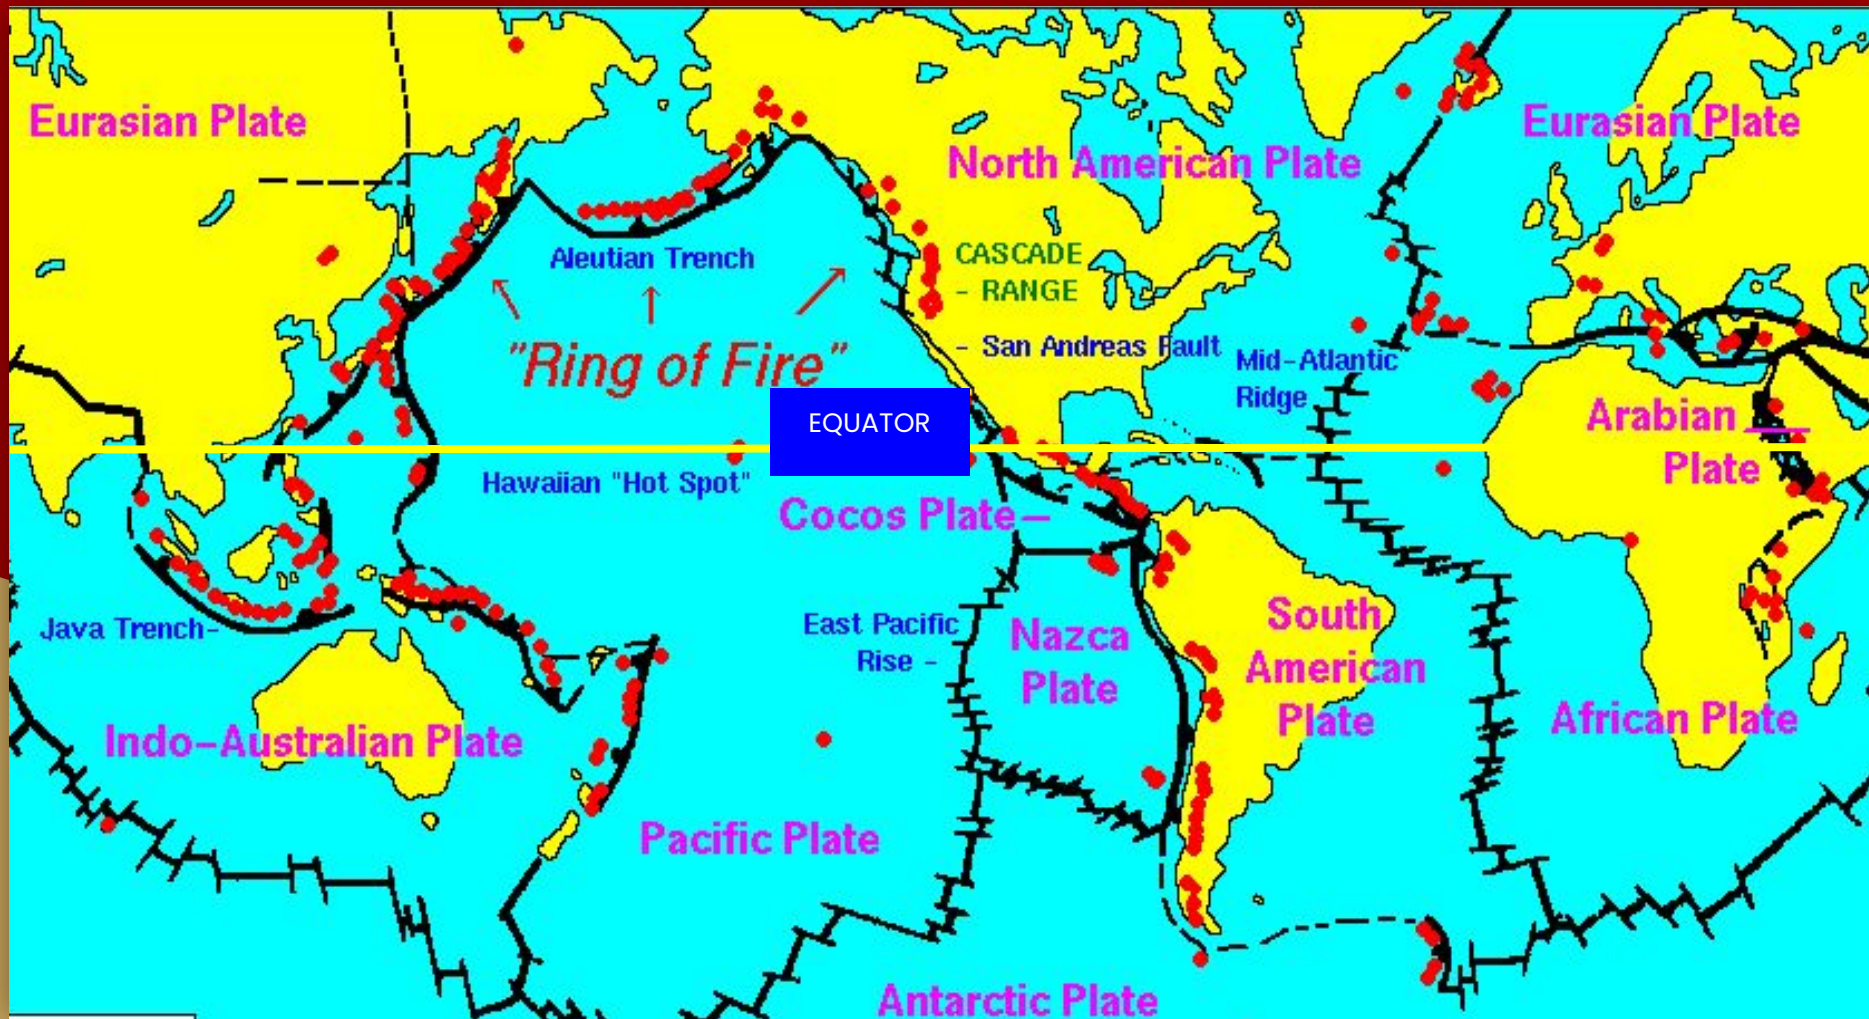 Eurasian Plate
Eurasian Plate
North American Plate
Aleutian Trench
CASCADE
- RANGE
"Ring of Fire"
- San Andreas Fault
Mid-Atlantic
Ridge
EQUATOR
Arabian
Plate
Hawaiian "Hot Spot"
Cocos Plate-
Java Trench-
East Pacific
Rise -
Nazca
Plate
South
American
Plate
Indo-Australian Plate
African Plate
Pacific Plate
Antarctic Plate